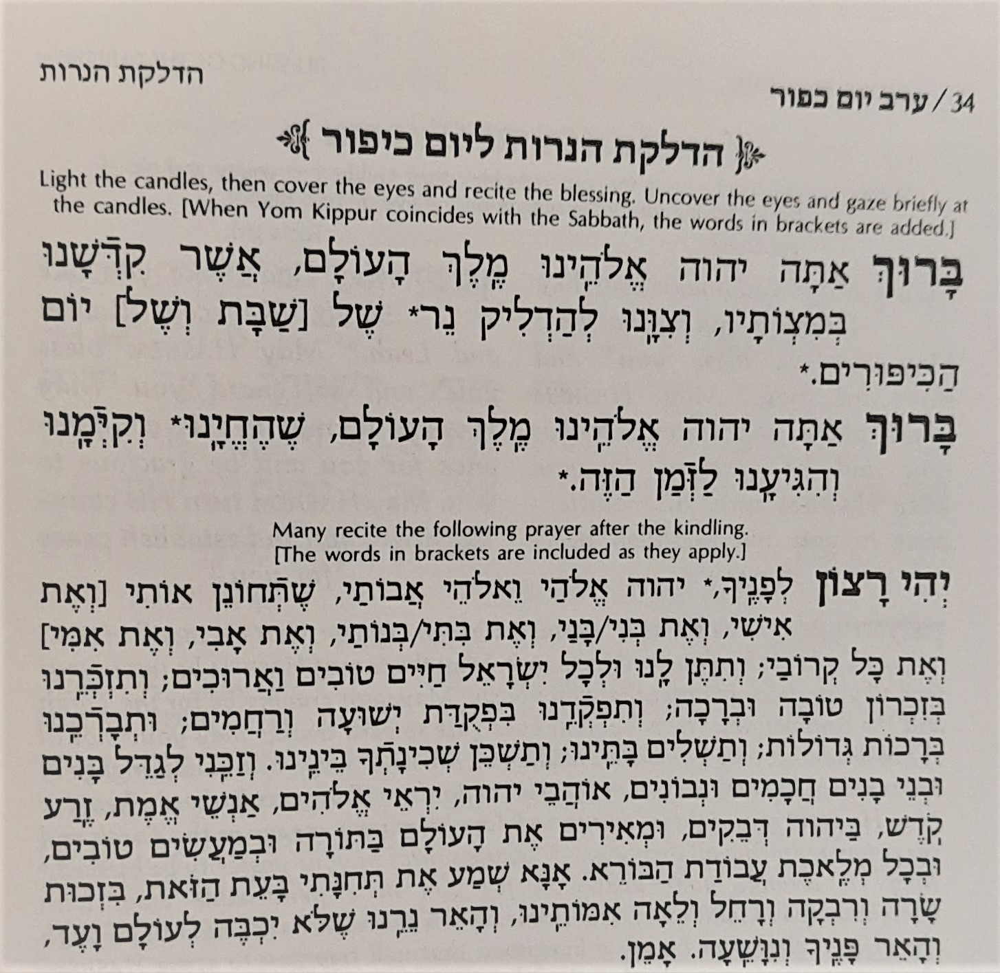 הדלקת הנרות
34 / ערב יום כפור
הדלקת הנרות ליום כיפור
Light the candles, then cover the eyes and recite the blessing. Uncover the eyes and gaze briefly at
the candles. [When Yom Kippur coincides with the Sabbath, the words in brackets are added.]
בָּרוּךְ אַתָּה יהוה אֱלֹהֵינוּ מֶלֶךְ הָעוֹלָם, אֲשֶׁר קִדְּשָׁנוּ
בְּמִצְוֹתָיו, וְצִוָּנוּ לְהַדְלִיק נֵר* שֶׁל [שַׁבָּת וְשֶׁל] יוֹם
הַכִּיפּוּרִים.*
בָּרוּךְ אַתָּה יהוה אֱלֹהֵינוּ מֶלֶךְ הָעוֹלָם, שֶׁהֶחֱיָנוּ* וְקִיְּמָנוּ
וְהִגִּיעָנוּ לַזְּמַן הַזֶּה.*
Many recite the following prayer after the kindling.
[The words in brackets are included as they apply.]
יְהִי רָצוֹן לְפָנֶיךָ,* יהוה אֱלֹהַי וֵאלֹהֵי אֲבוֹתַי, שֶׁתְּחוֹנֵן אוֹתִי [וְאֶת
אִישִׁי, וְאֶת בְּנִי/בָּנַי, וְאֶת בִּתִּי/בְּנוֹתַי, וְאֶת אָבִי, וְאֶת אִמִּי]
וְאֶת כָּל קְרוֹבַי; וְתִתֶּן לָנוּ וּלְכָל יִשְׂרָאֵל חַיִּים טוֹבִים וַאֲרוּכִים; וְתִזְכְּרֵנוּ
בְּזִכְרוֹן טוֹבָה וּבְרָכָה; וְתִפְקְדֵנוּ בִּפְקֻדַּת יְשׁוּעָה וְרַחֲמִים; וּתְבָרְכֵנוּ
בְּרָכוֹת גְּדוֹלוֹת; וְתַשְׁלִים בָּתֵּינוּ; וְתַשְׁכֵּן שְׁכִינָתְךָ בֵּינֵינוּ. וְזַכֵּנִי לְגַדֵּל בָּנִים
וּבְנֵי בָנִים חֲכָמִים וּנְבוֹנִים, אוֹהֲבֵי יהוה, יִרְאֵי אֱלֹהִים, אַנְשֵׁי אֱמֶת, זֶרַע
קֹדֶשׁ, בַּיהוה דְּבֵקִים, וּמְאִירִים אֶת הָעוֹלָם בַּתּוֹרָה וּבְמַעֲשִׂים טוֹבִים,
וּבְכָל מְלֶאכֶת עֲבוֹדַת הַבּוֹרֵא. אָנָּא שְׁמַע אֶת תְּחִנָּתִי בָּעֵת הַזֹּאת, בִּזְכוּת
שָׂרָה וְרִבְקָה וְרָחֵל וְלֵאָה אִמּוֹתֵינוּ, וְהָאֵר נֵרֵנוּ שֶׁלֹּא יִכְבֶּה לְעוֹלָם וָעֶד,
וְהָאֵר פָּנֶיךָ וְנִוָּשֵׁעָה. אָמֵן.